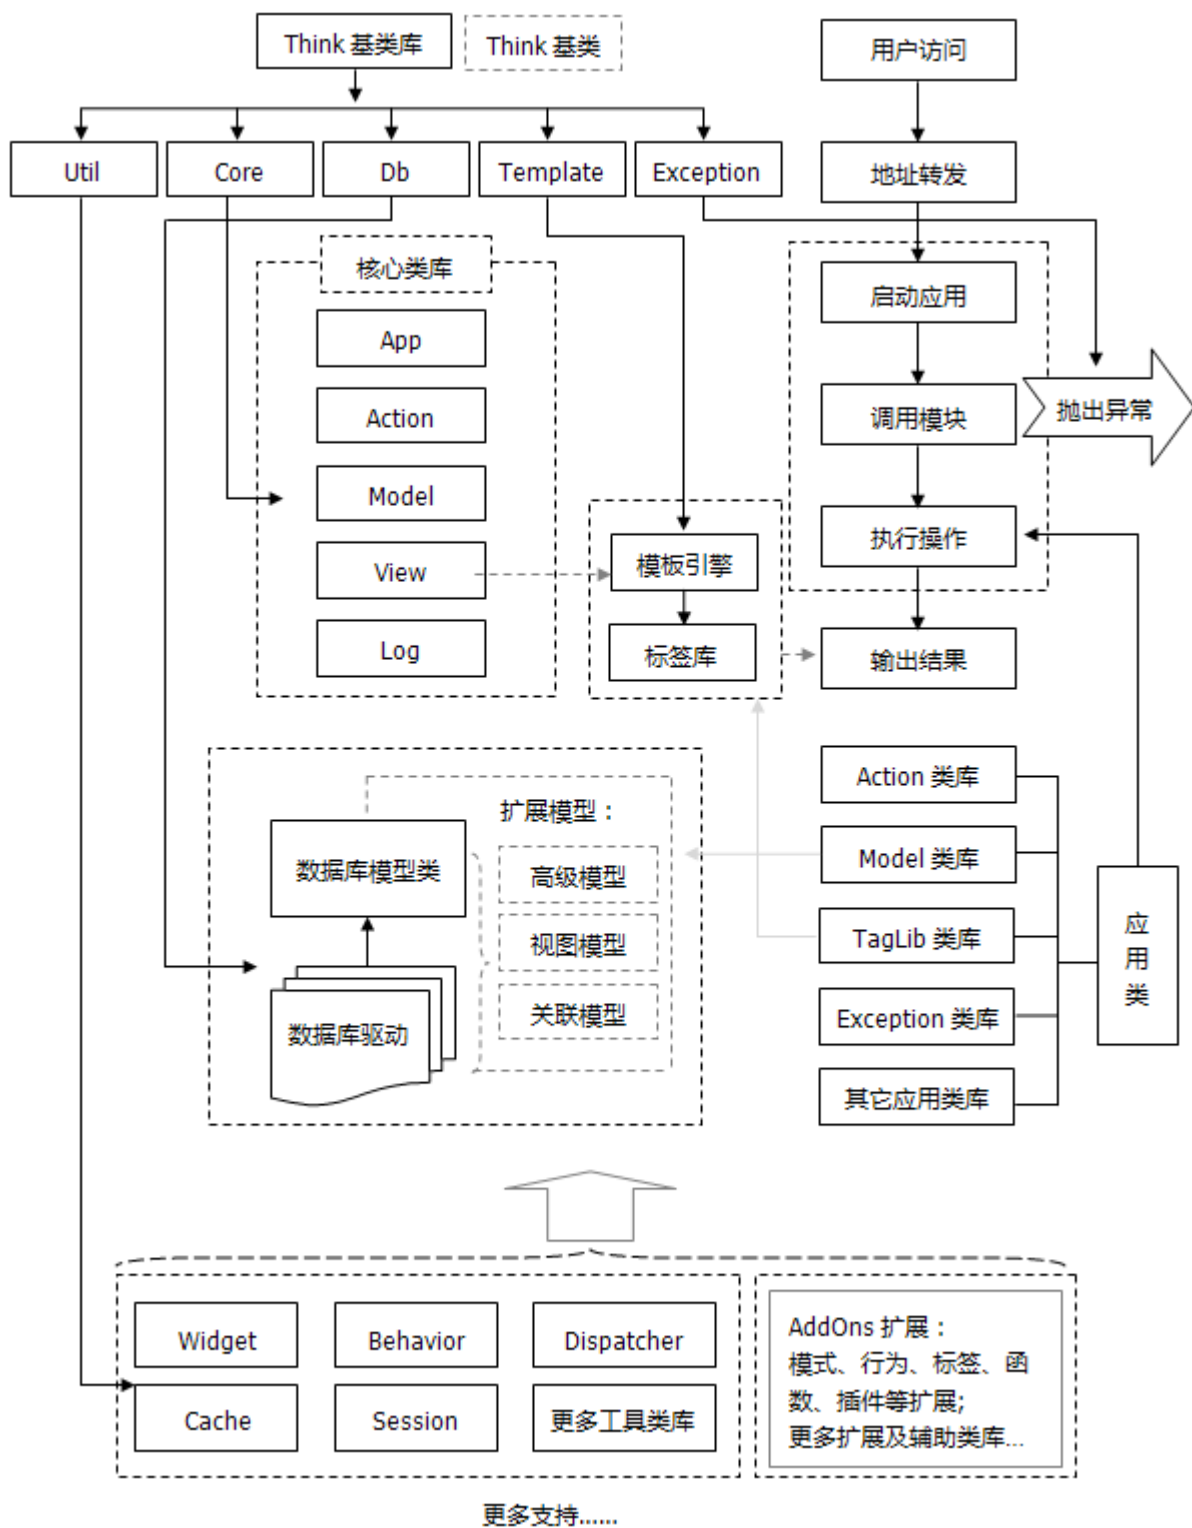 Think 基类库
Think 基类
用户访问
Util
Core
Db
Template
Exception
地址转发
核心类库
启动应用
App
Action
调用模块
抛出异常
Model
执行操作
View
模板引擎
Log
标签库
输出结果
Action 类库
扩展模型：
数据库模型类
高级模型
Model 类库
视图模型
TagLib 类库
应
用
类
关联模型
Exception 类库
数据库驱动
其它应用类库
Widget
Behavior
Dispatcher
Cache
Session
更多工具类库
AddOns 扩展：
模式、行为、标签、函
数、插件等扩展;
更多扩展及辅助类库...
更多支持......